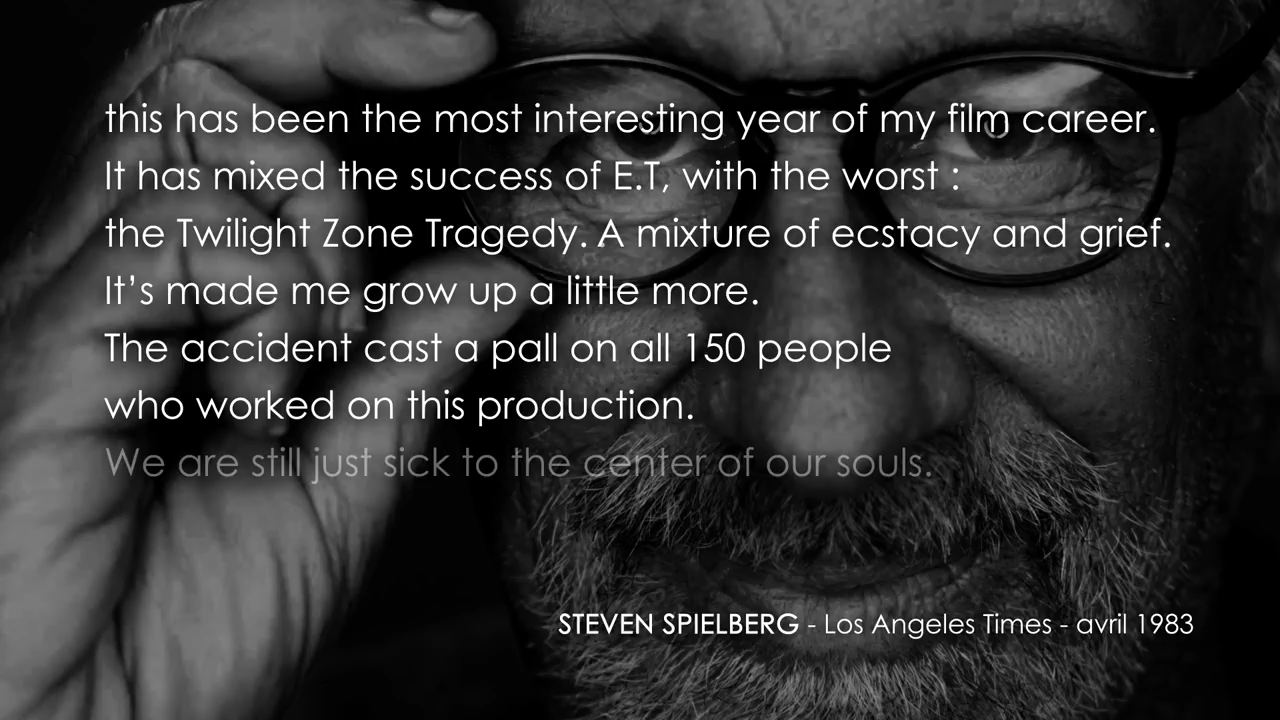 this has been the most interesting year of my film career.
It has mixed the success of E.T, with the worst :
the Twilight Zone Tragedy. A mixture of ecstacy and grief.
It’s made me grow up a little more.
The accident cast a pall on all 150 people
who worked on this production.
We are still just sick to the center of our souls.
STEVEN SPIELBERG - Los Angeles Times - avril 1983